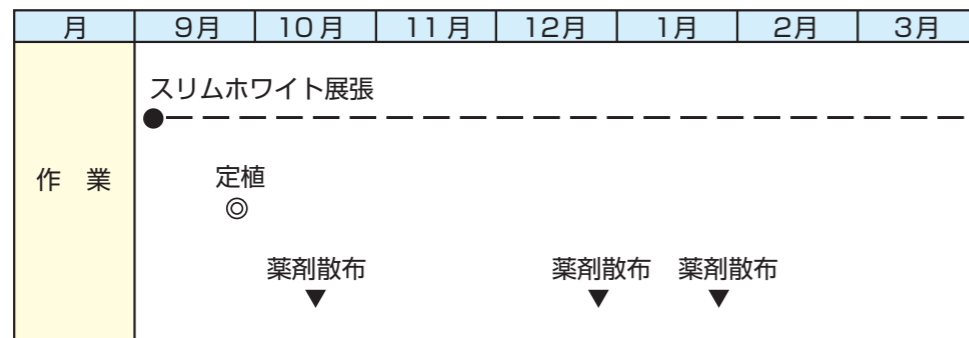 月 9月 10月 11月 12月 1月 2月 3月
スリムホワイト展張
作 業
定植
薬剤散布 薬剤散布 薬剤散布